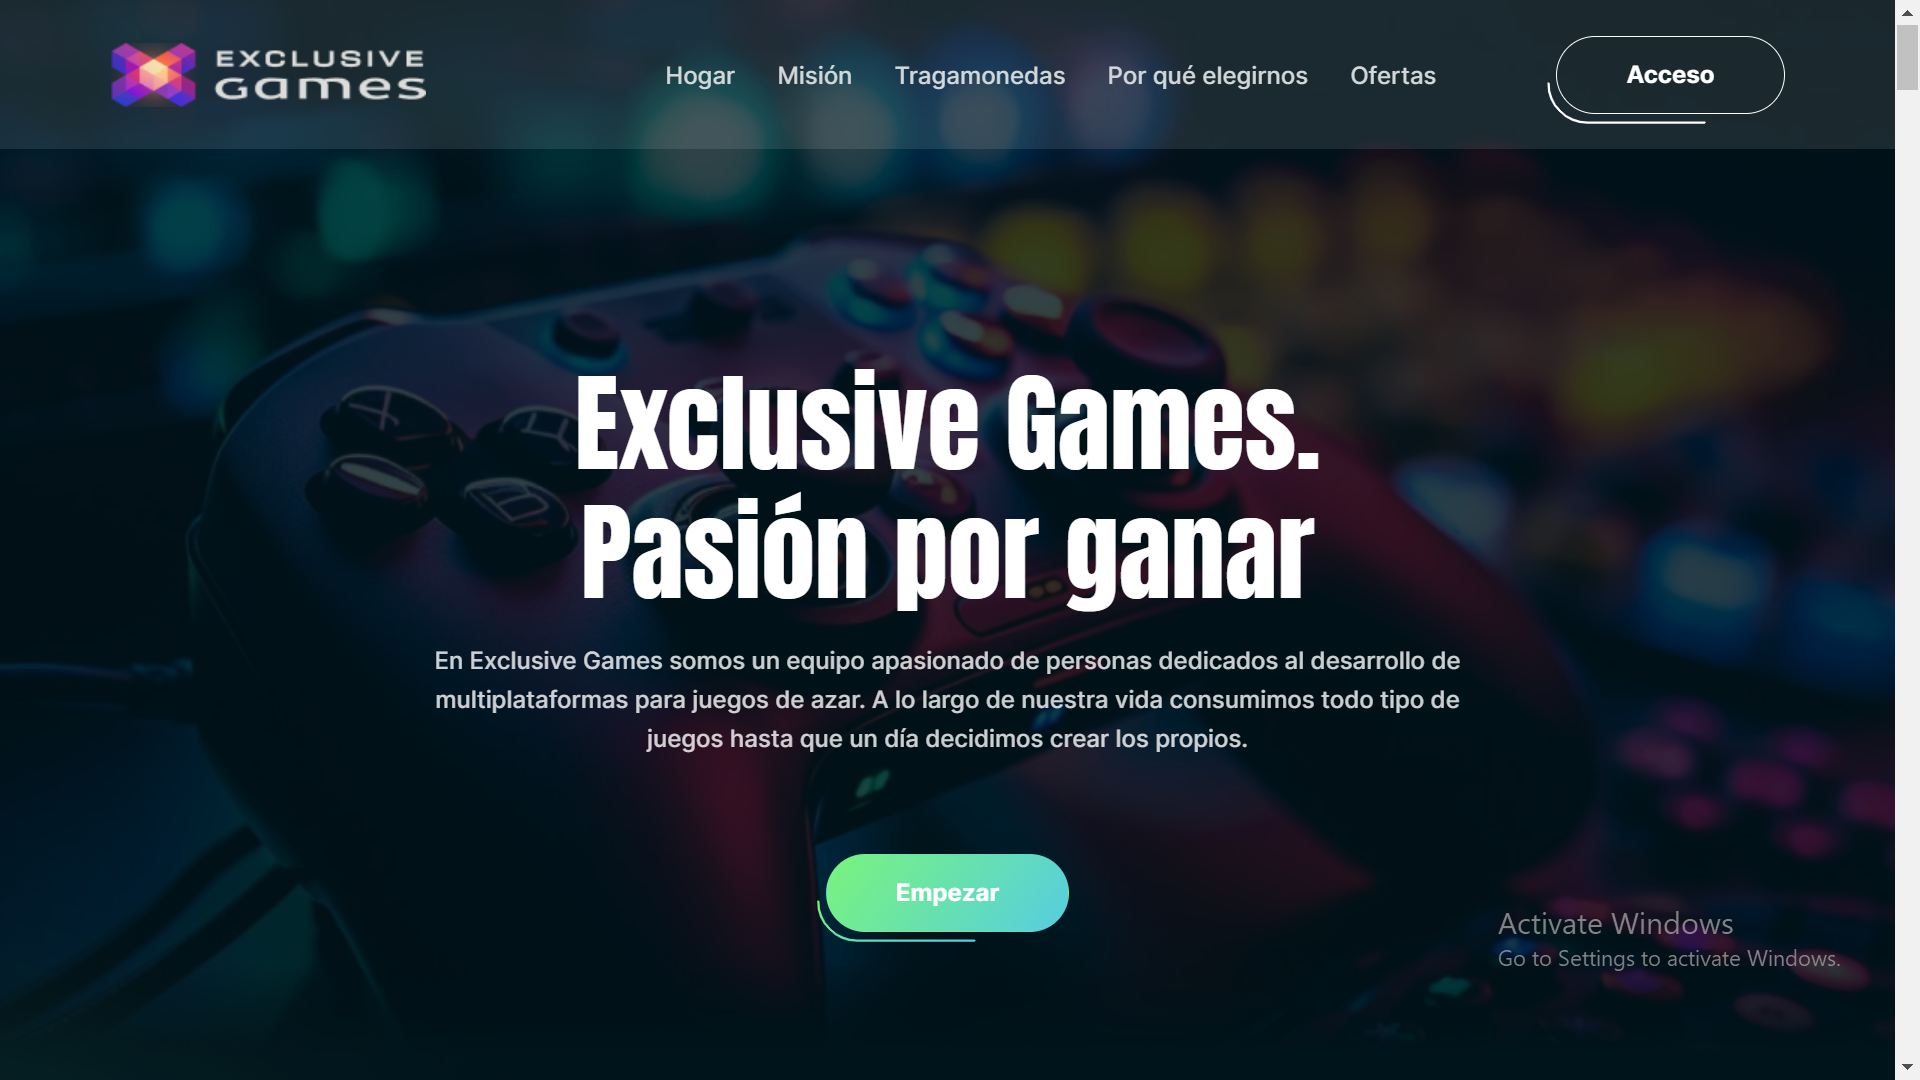 EXCLUSIVE
Games
Hogar
Misión
Tragamonedas
Por qué elegirnos
Ofertas
Acceso
Exclusive Games.
Pasión por ganar
En Exclusive Games somos un equipo apasionado de personas dedicados al desarrollo de
multiplataformas para juegos de azar. A lo largo de nuestra vida consumimos todo tipo de
juegos hasta que un día decidimos crear los propios.
Empezar
Activate Windows
Go to Settings to activate Windows.